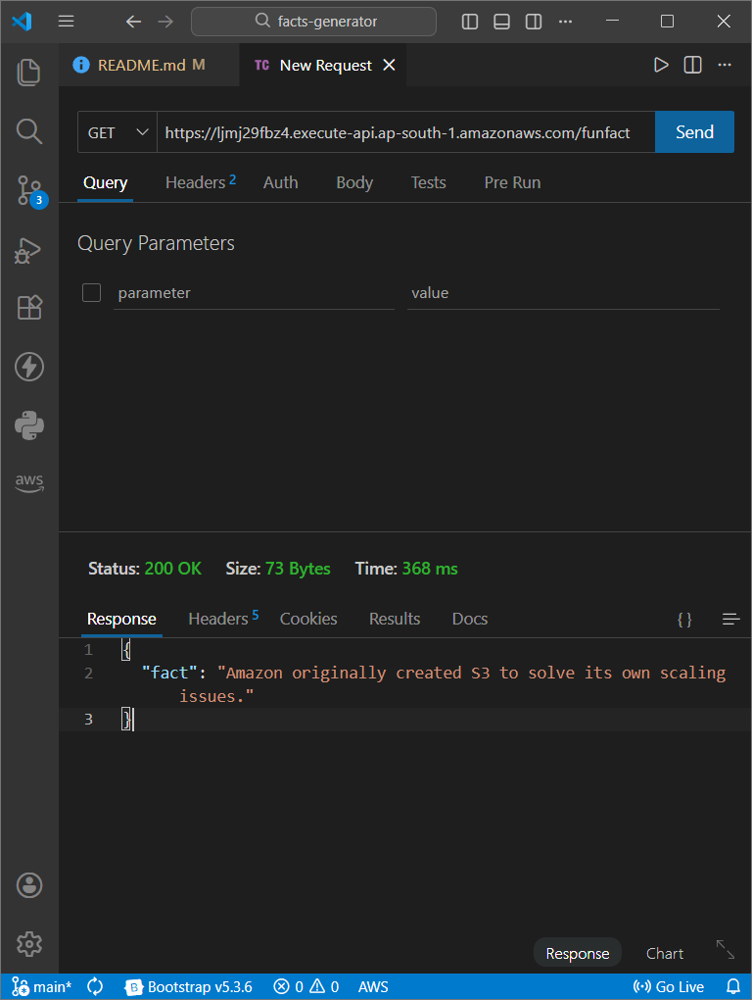 facts-generator
README.md M
TC New Request
GET https://ljmj29fbz4.execute-api.ap-south-1.amazonaws.com/funfact Send
Query Headers 2 Auth Body Tests Pre Run
Query Parameters
parameter value
3
aws
Status: 200 OK Size: 73 Bytes Time: 368 ms
Response Headers 5 Cookies Results Docs { }
1 {
2 "fact": "Amazon originally created S3 to solve its own scaling
issues."
3 }
Response Chart
main* B Bootstrap v5.3.6 0 0 AWS Go Live